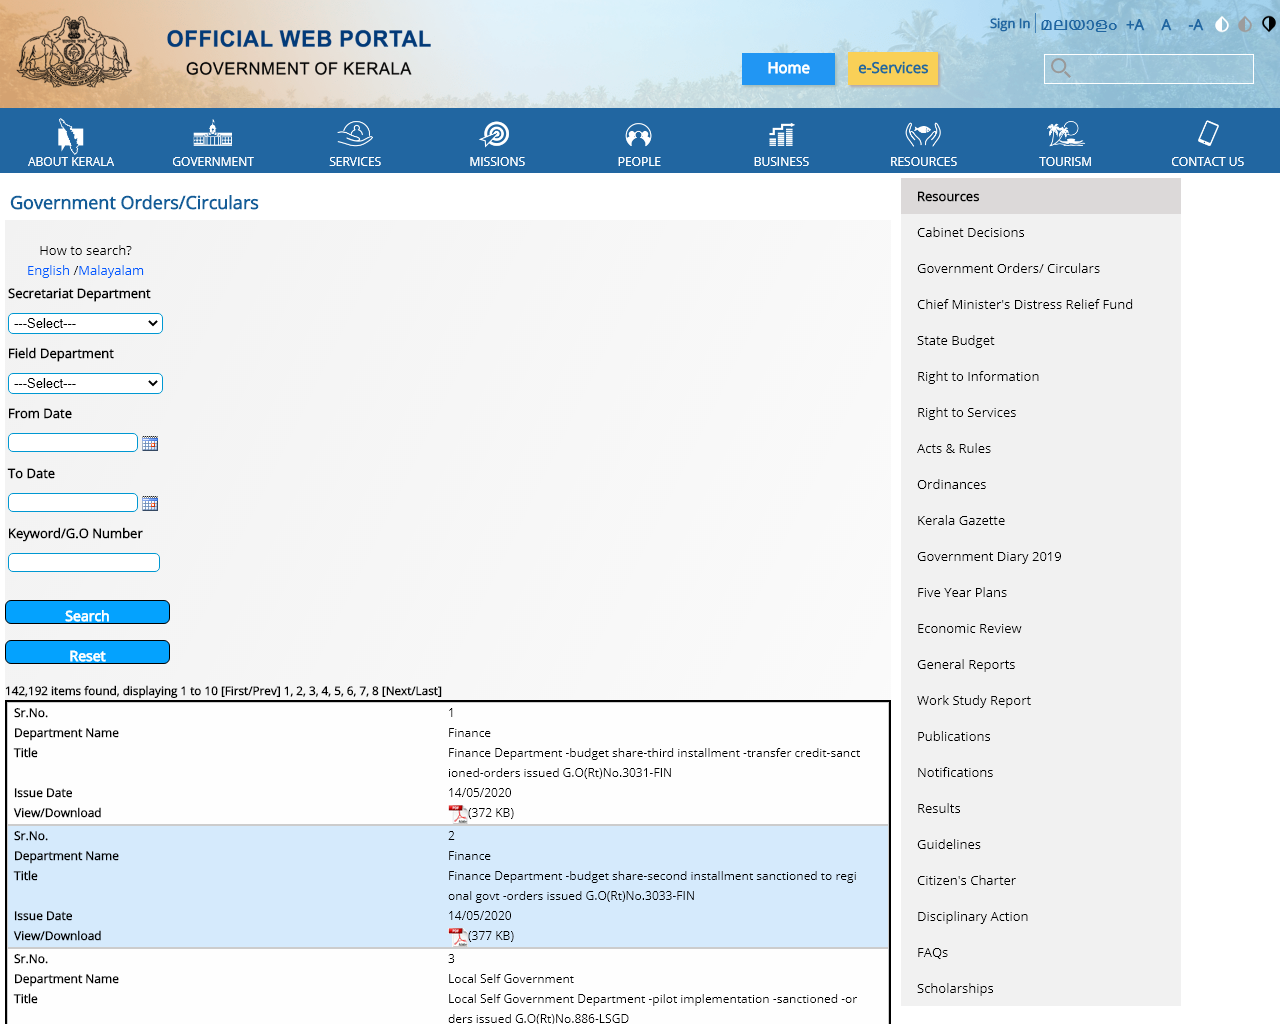 Sign In
മലയാളം
+A
A
-A
OFFICIAL WEB PORTAL
GOVERNMENT OF KERALA
Home
e-Services
ABOUT KERALA
GOVERNMENT
SERVICES
MISSIONS
PEOPLE
BUSINESS
RESOURCES
TOURISM
CONTACT US
Government Orders/Circulars
How to search?
English /Malayalam
Secretariat Department
---Select---
Field Department
---Select---
From Date
To Date
Keyword/G.O Number
Search
Reset
142,192 items found, displaying 1 to 10 [First/Prev] 1, 2, 3, 4, 5, 6, 7, 8 [Next/Last]
Sr.No. 1
Department Name Finance
Title Finance Department -budget share-third installment -transfer credit-sanct
ioned-orders issued G.O(Rt)No.3031-FIN
Issue Date 14/05/2020
View/Download (372 KB)
Sr.No. 2
Department Name Finance
Title Finance Department -budget share-second installment sanctioned to regi
onal govt -orders issued G.O(Rt)No.3033-FIN
Issue Date 14/05/2020
View/Download (377 KB)
Sr.No. 3
Department Name Local Self Government
Title Local Self Government Department -pilot implementation -sanctioned -or
ders issued G.O(Rt)No.886-LSGD
Resources
Cabinet Decisions
Government Orders/ Circulars
Chief Minister's Distress Relief Fund
State Budget
Right to Information
Right to Services
Acts & Rules
Ordinances
Kerala Gazette
Government Diary 2019
Five Year Plans
Economic Review
General Reports
Work Study Report
Publications
Notifications
Results
Guidelines
Citizen's Charter
Disciplinary Action
FAQs
Scholarships